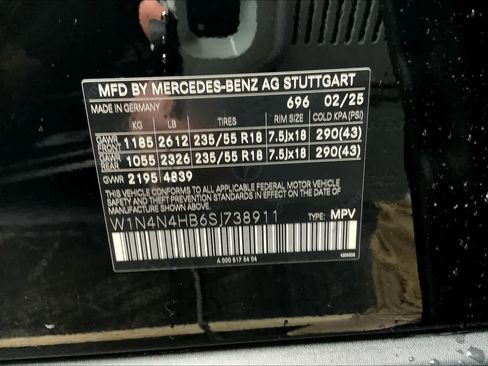 MFD BY MERCEDES-BENZ AG STUTTGART
MADE IN GERMANY 696 02/25
KG LB TIRES RIM SIZE COLD KPA (PSI)
GAWR FRONT 1185 2612 235/55 R18 7.5Jx18 290(43)
GAWR REAR 1055 2326 235/55 R18 7.5Jx18 290(43)
GVWR 2195 4839
THIS VEHICLE CONFORMS TO ALL APPLICABLE FEDERAL MOTOR VEHICLE
SAFETY AND THEFT PREVENTION STANDARDS IN EFFECT ON THE DATE OF
MANUFACTURE SHOWN ABOVE.
W1N4N4HB6SJ738911 TYPE: MPV
A 000 817 54 04